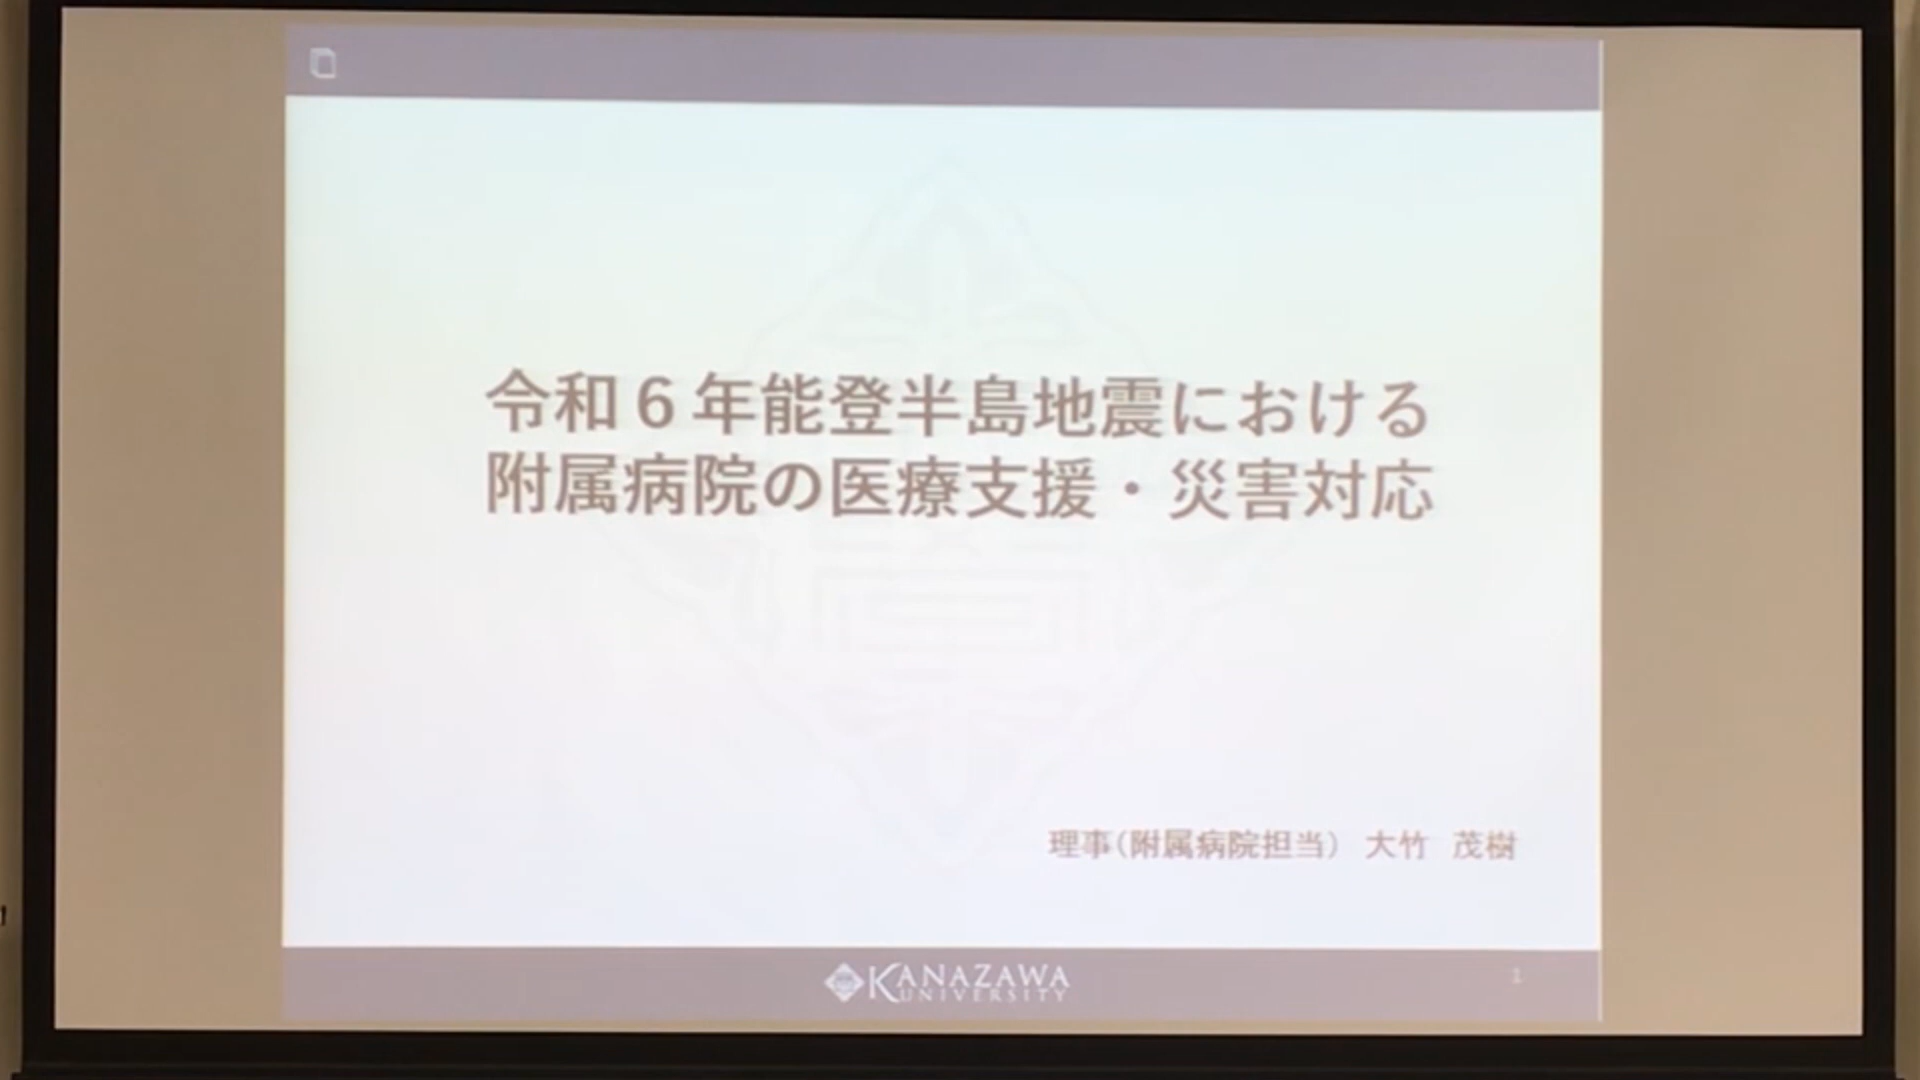 令和６年能登半島地震における
附属病院の医療支援・災害対応
理事（附属病院担当） 大竹 茂樹
KANAZAWA
UNIVERSITY
1